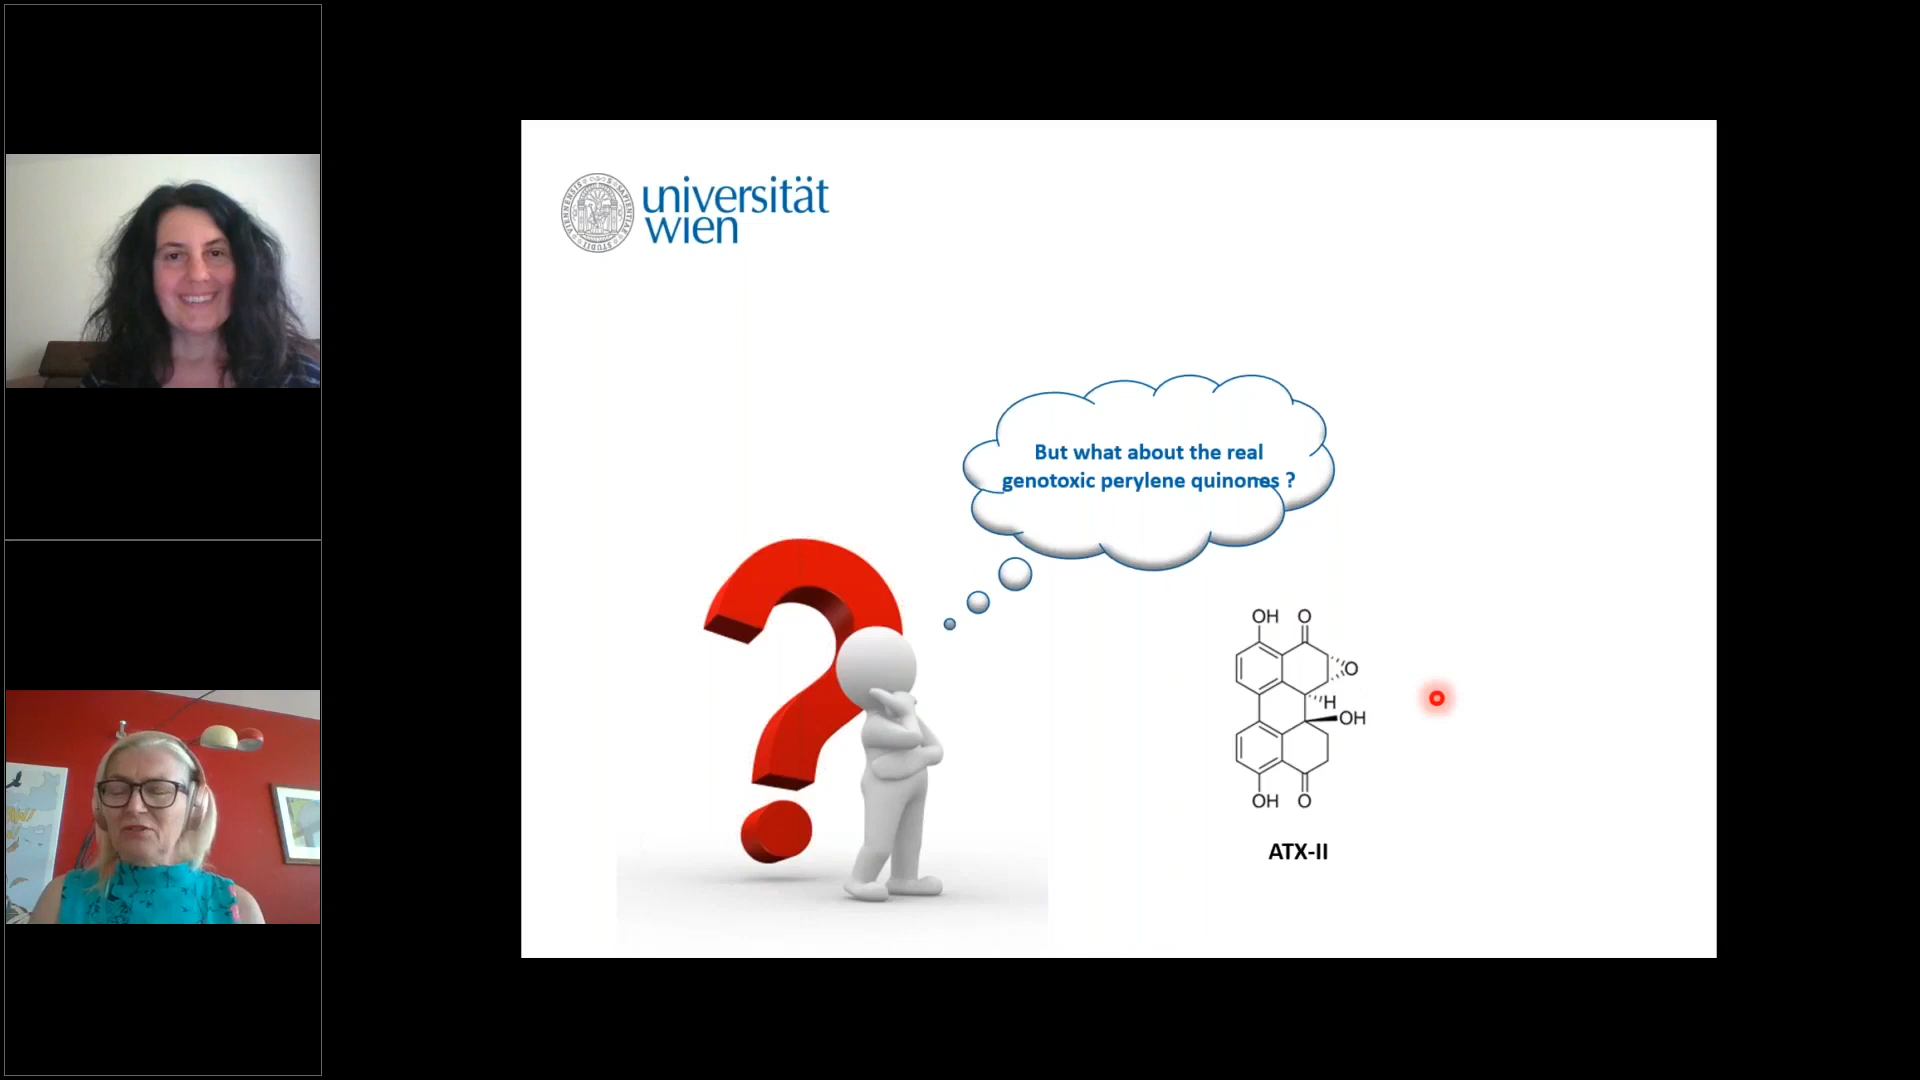 universität
wien
But what about the real
genotoxic perylene quinones ?
OH O
O
H
OH
OH O
ATX-II